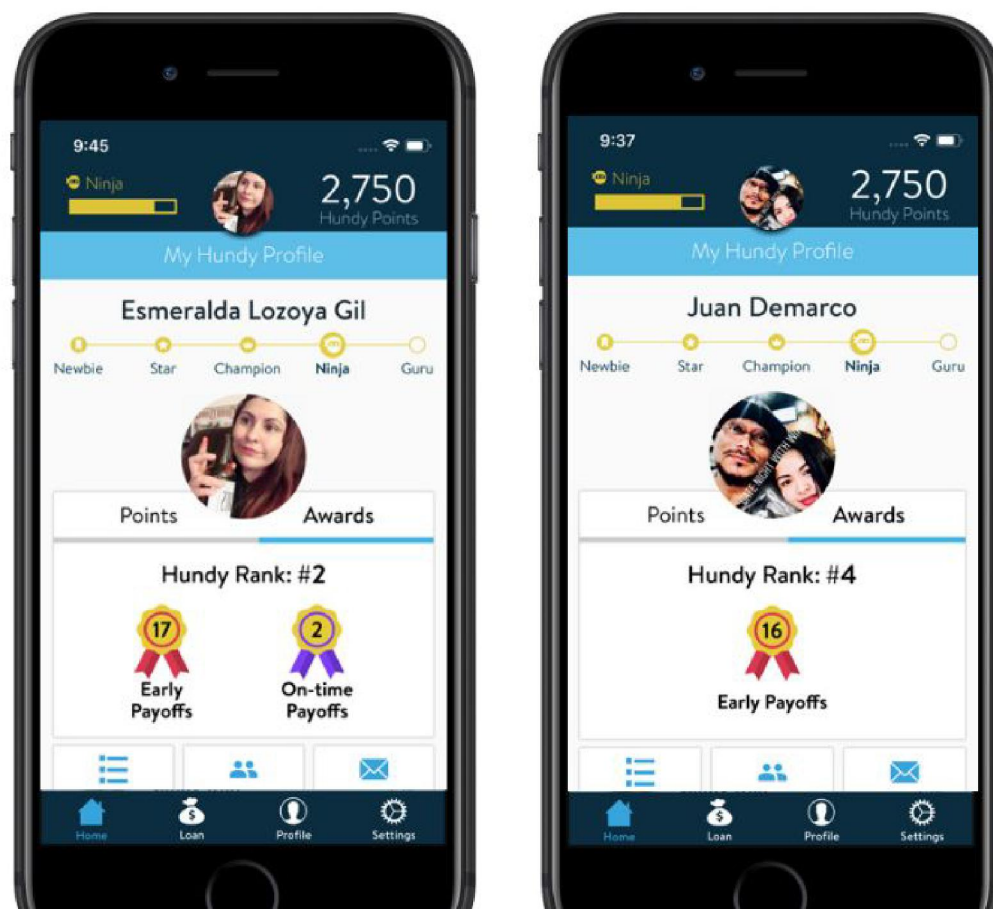 9:45
Ninja
2,750
Hundy Points
My Hundy Profile
Esmeralda Lozoya Gil
Newbie Star Champion Ninja Guru
Points Awards
Hundy Rank: #2
17 2
Early On-time
Payoffs Payoffs
Home Loan Profile Settings
9:37
Ninja
2,750
Hundy Points
My Hundy Profile
Juan Demarco
Newbie Star Champion Ninja Guru
NIGHT WITH
Points Awards
Hundy Rank: #4
16
Early Payoffs
Home Loan Profile Settings